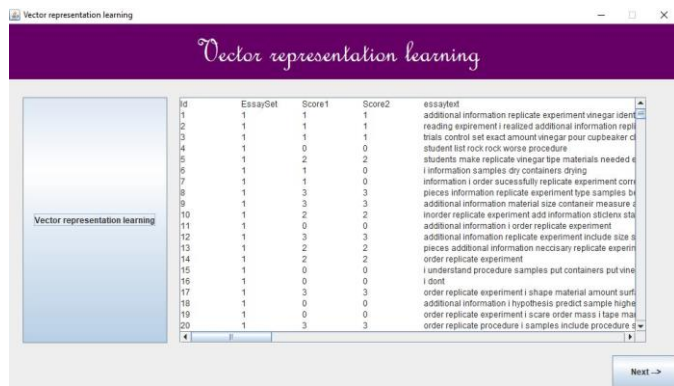 Vector representation learning
Vector representation learning
Vector representation learning
Id EssaySet Score1 Score2 essaytext
1 1 1 1 additional information replicate experiment vinegar ident
2 1 1 1 reading expirement i realized additional information repli
3 1 1 1 trials control set exact amount vinegar pour cupbeaker cl
4 1 0 0 student list rock rock worse procedure
5 1 2 2 students make replicate vinegar tipe materials needed e
6 1 1 0 i information samples dry containers drying
7 1 1 0 information i order sucessfully replicate experiment corre
8 1 3 3 pieces information replicate experiment type samples be
9 1 3 3 additional information material size contaneir measure a
10 1 2 2 inorder replicate experiment add information sticlens sta
11 1 0 0 additional information i order replicate experiment
12 1 3 3 additional information replicate experiment include size s
13 1 2 2 pieces additional information neccisary replicate experin
14 1 2 2 order replicate experiment
15 1 0 0 i understand procedure samples put containers put vine
16 1 0 0 i dont
17 1 3 3 order replicate experiment i shape material amount surf
18 1 0 0 additional information i hypothesis predict sample highe
19 1 0 0 order replicate experiment i scare order mass i tape mas
20 1 3 3 order replicate procedure i samples include procedure s
Next -->